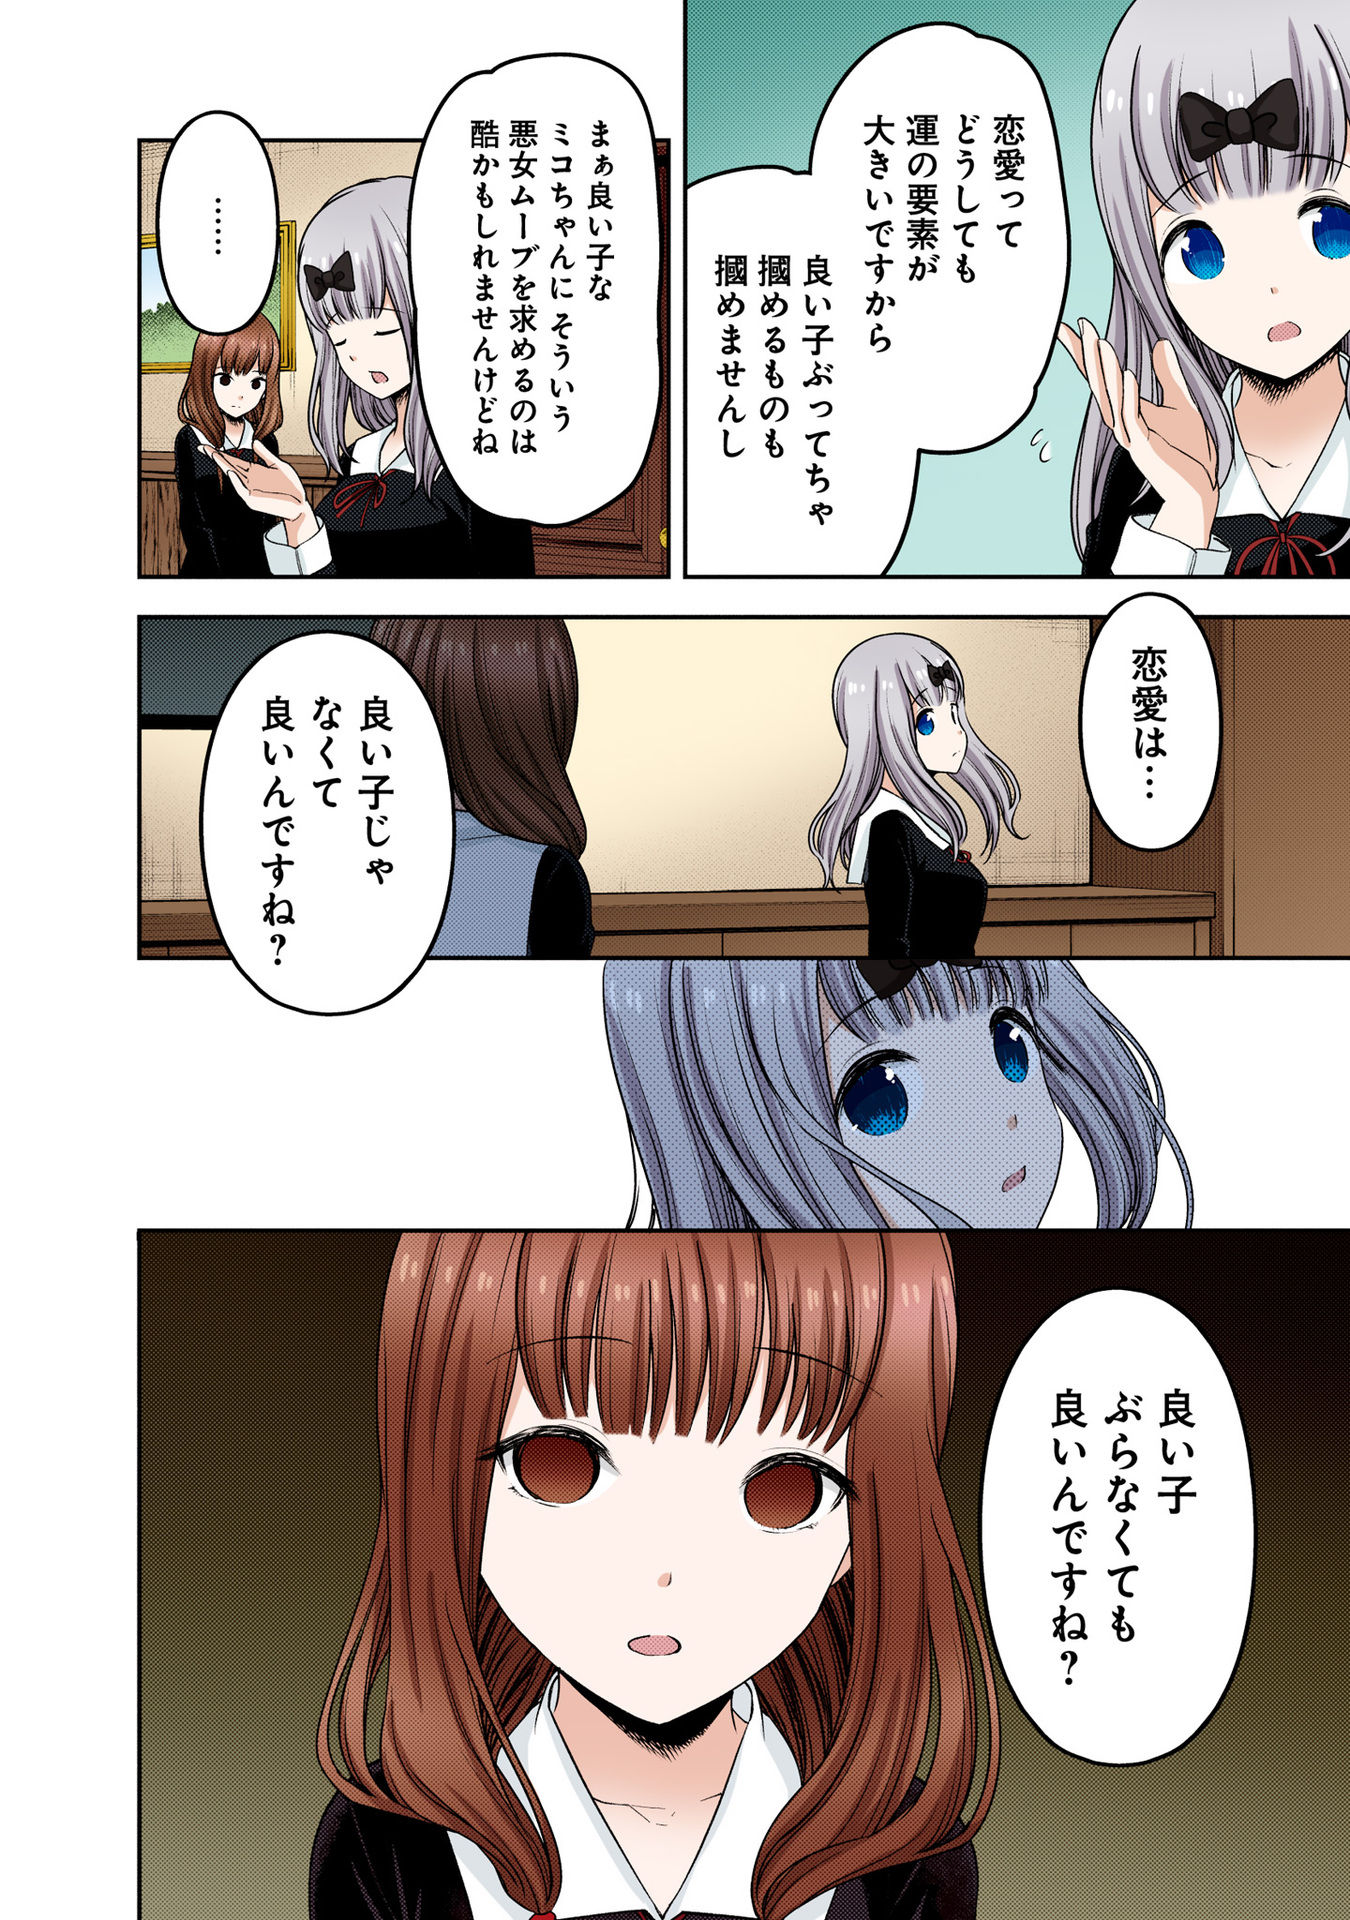 恋愛って
どうしても
運の要素が
大きいですから
良い子ぶってちゃ
摑めるものも
摑めませんし
まぁ良い子な
ミコちゃんにそういう
悪女ムーブを求めるのは
酷かもしれませんけどね
……
恋愛は…
良い子じゃ
なくて
良いんですね？
良い子
ぶらなくても
良いんですね？